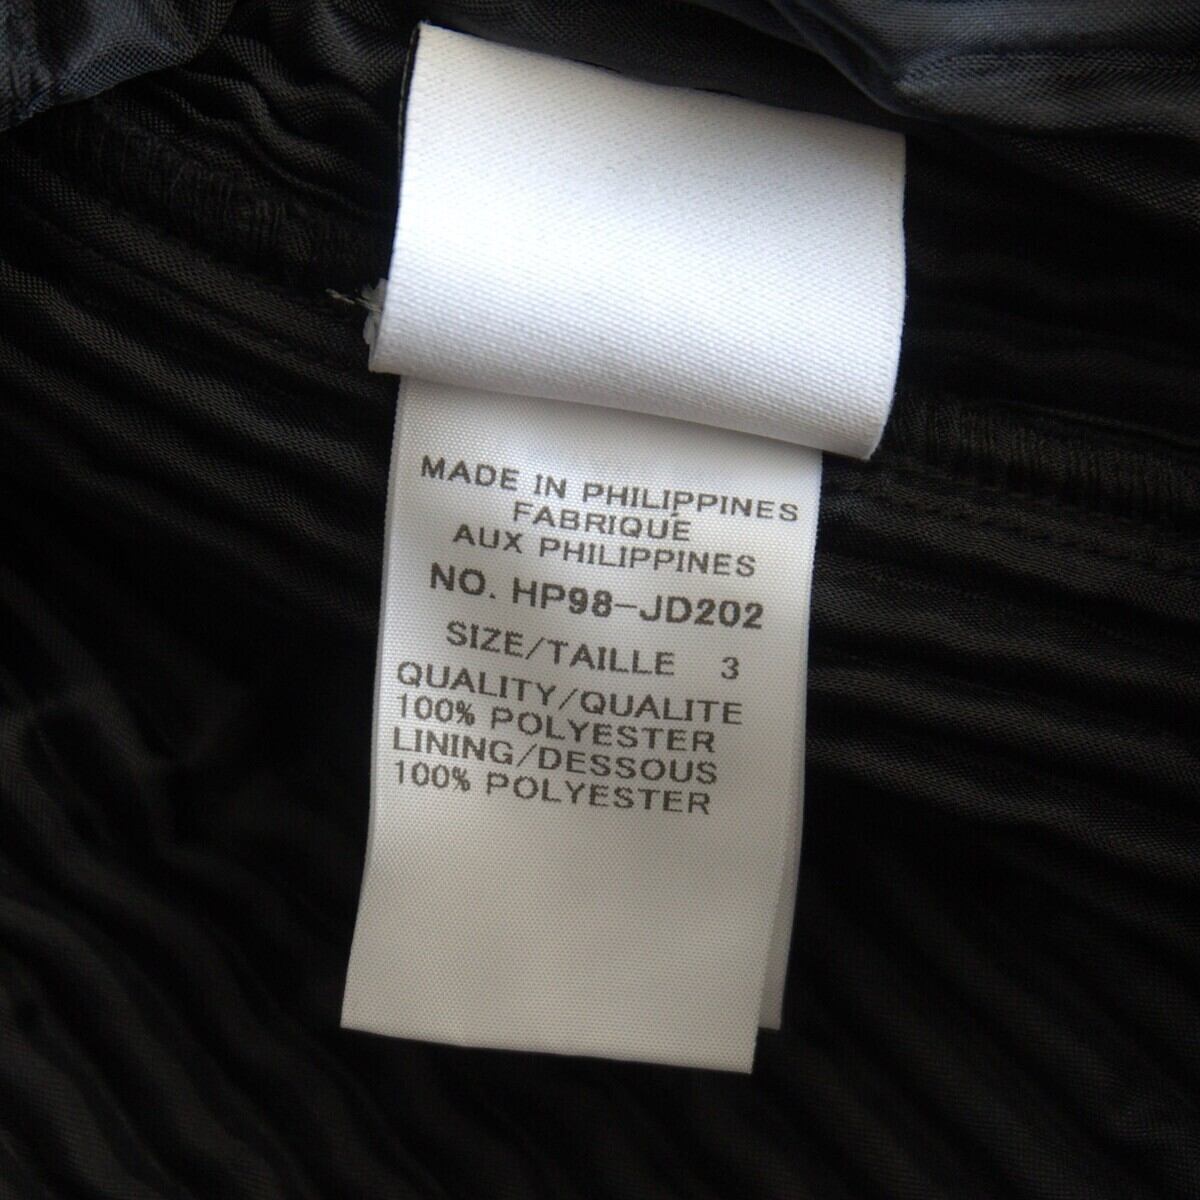 MADE IN PHILIPPINES
FABRIQUÉ
AUX PHILIPPINES
NO. HP98-JD202
SIZE/TAILLE 3
QUALITY/QUALITE
100% POLYESTER
LINING/DESSOUS
100% POLYESTER